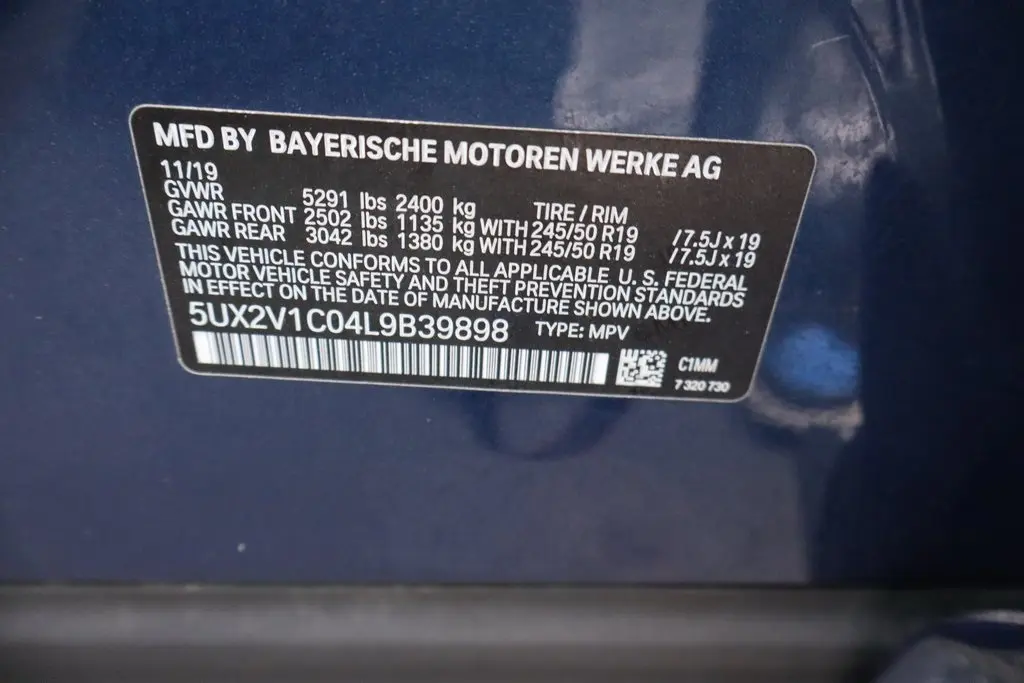 MFD BY BAYERISCHE MOTOREN WERKE AG
11/19
GVWR 5291 lbs 2400 kg TIRE / RIM
GAWR FRONT 2502 lbs 1135 kg WITH 245/50 R19 /7.5J x 19
GAWR REAR 3042 lbs 1380 kg WITH 245/50 R19 /7.5J x 19
THIS VEHICLE CONFORMS TO ALL APPLICABLE U. S. FEDERAL
MOTOR VEHICLE SAFETY AND THEFT PREVENTION STANDARDS
IN EFFECT ON THE DATE OF MANUFACTURE SHOWN ABOVE.
5UX2V1C04L9B39898 TYPE: MPV
C1MM
7 320 730